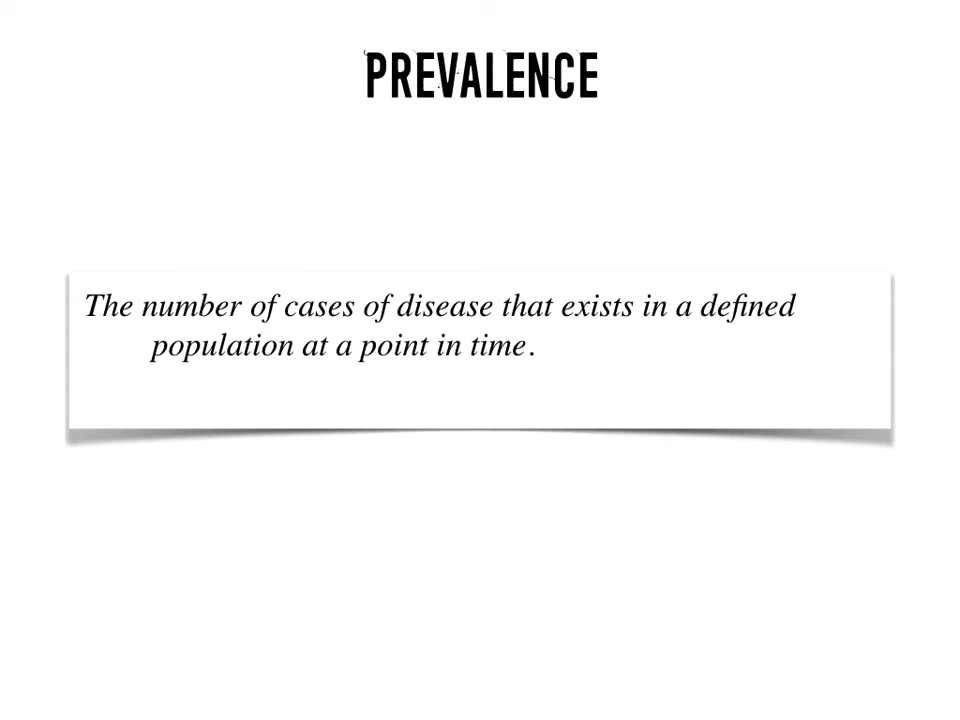 PREVALENCE
The number of cases of disease that exists in a defined
population at a point in time.